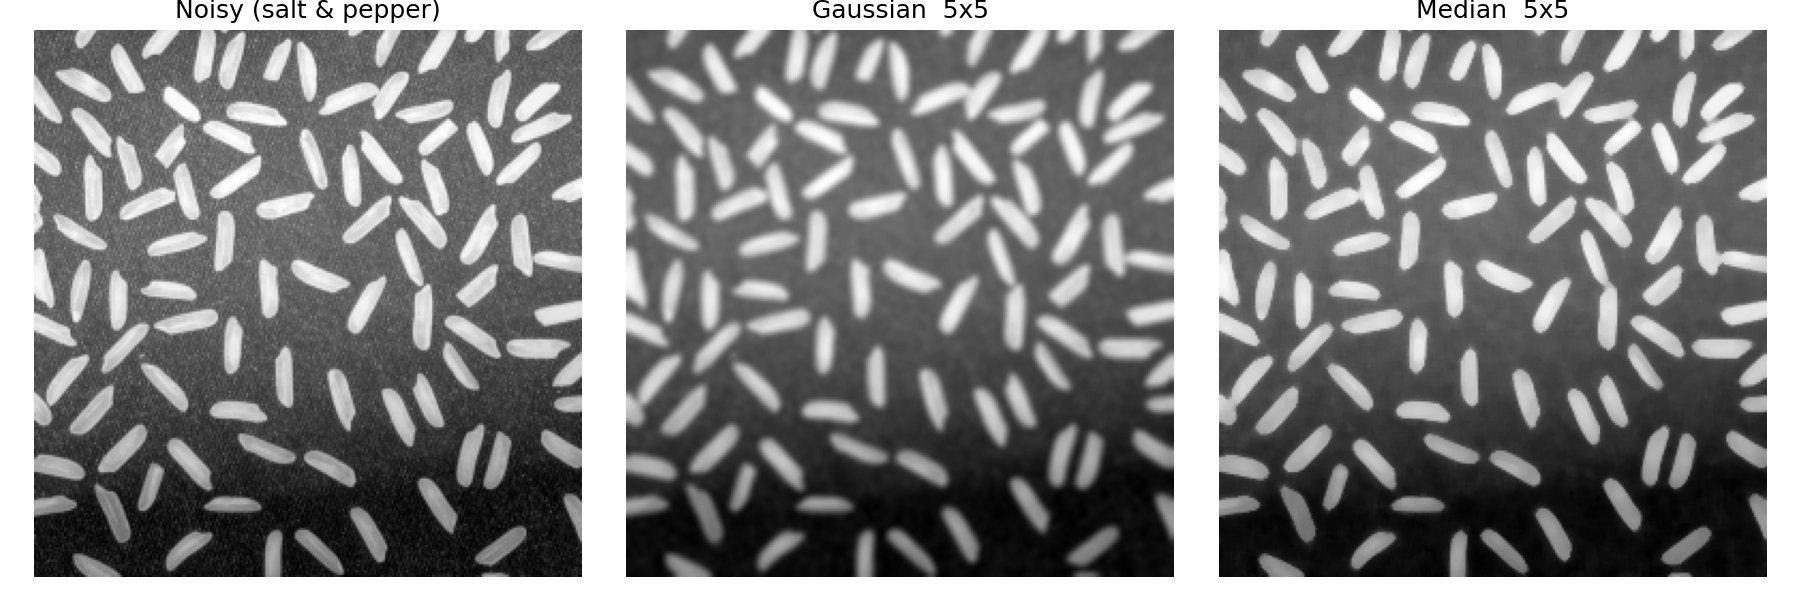 Noisy (salt & pepper)
Gaussian  5x5
Median  5x5